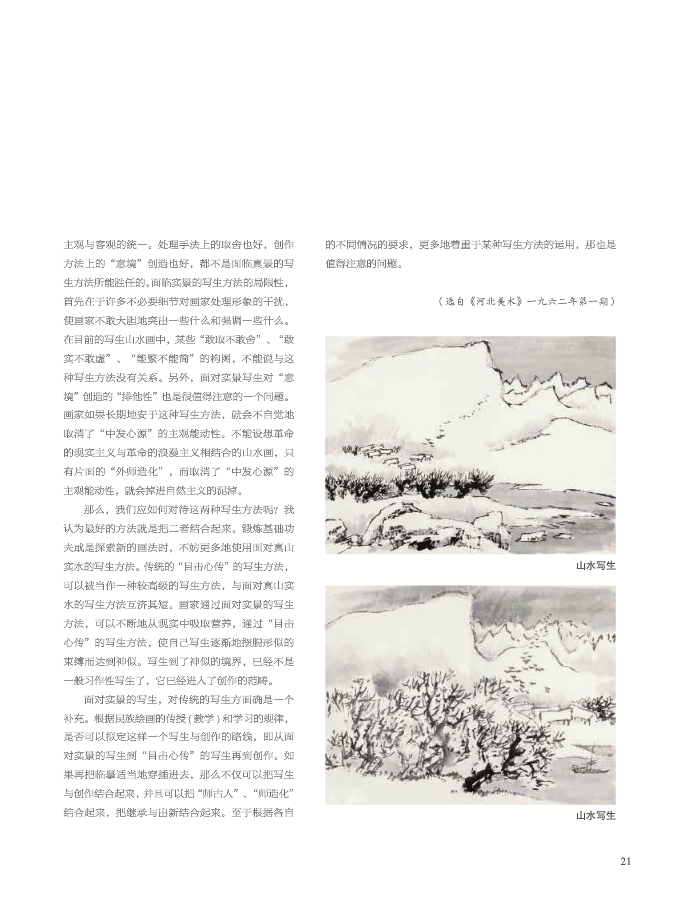 主观与客观的统一。处理手法上的取舍也好，创作
方法上的“意境”创造也好，都不是面临真景的写
生方法所能胜任的。面临实景的写生方法的局限性，
首先在于许多不必要细节对画家处理形象的干扰，
使画家不敢大胆地突出一些什么和强调一些什么。
在目前的写生山水画中，某些“敢取不敢舍”、“敢
实不敢虚”、“能繁不能简”的构图，不能说与这
种写生方法没有关系。另外，面对实景写生对“意
境”创造的“排他性”也是很值得注意的一个问题。
画家如果长期地安于这种写生方法，就会不自觉地
取消了“中发心源”的主观能动性。不能设想革命
的现实主义与革命的浪漫主义相结合的山水画，只
有片面的“外师造化”，而取消了“中发心源”的
主观能动性，就会掉进自然主义的泥淖。
那么，我们应如何对待这两种写生方法呢？我
认为最好的方法就是把二者结合起来。锻炼基础功
夫或是探索新的画法时，不妨更多地使用面对真山
实水的写生方法。传统的“目击心传”的写生方法，
可以被当作一种较高级的写生方法，与面对真山实
水的写生方法互济其短。画家通过面对实景的写生
方法，可以不断地从现实中吸取营养，通过“目击
心传”的写生方法，使自己写生逐渐地摆脱形似的
束缚而达到神似。写生到了神似的境界，已经不是
一般习作性写生了，它已经进入了创作的范畴。
面对实景的写生，对传统的写生方面确是一个
补充。根据民族绘画的传授（教学）和学习的规律，
是否可以拟定这样一个写生与创作的路线，即从面
对实景的写生到“目击心传”的写生再到创作。如
果再把临摹适当地穿插进去，那么不仅可以把写生
与创作结合起来，并且可以把“师古人”、“师造化”
结合起来，把继承与出新结合起来。至于根据各自
的不同情况的要求，更多地着重于某种写生方法的运用，那也是
值得注意的问题。
（选自《河北美术》一九六二年第一期）
山水写生
山水写生
21